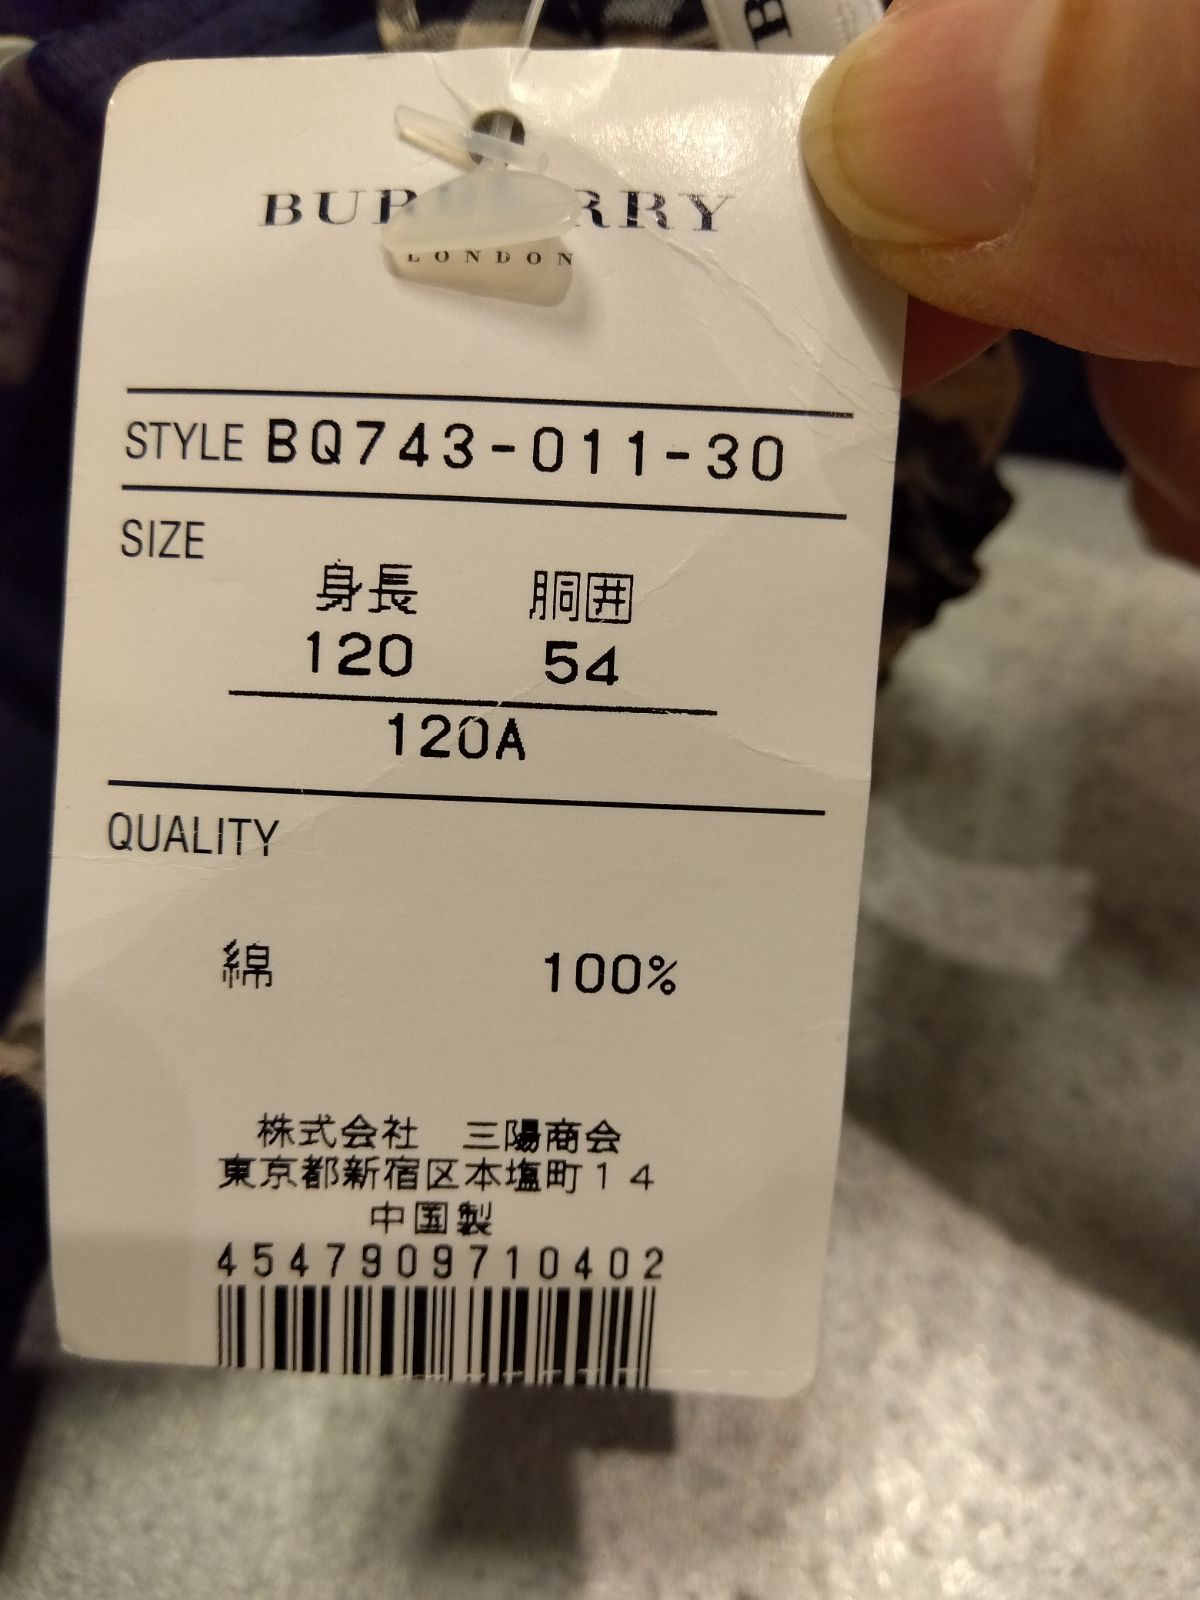 BURBERRY
LONDON
STYLE BQ743-011-30
SIZE
身長 胴囲
120 54
120A
QUALITY
綿 100%
株式会社 三陽商会
東京都新宿区本塩町14
中国製
4547909710402